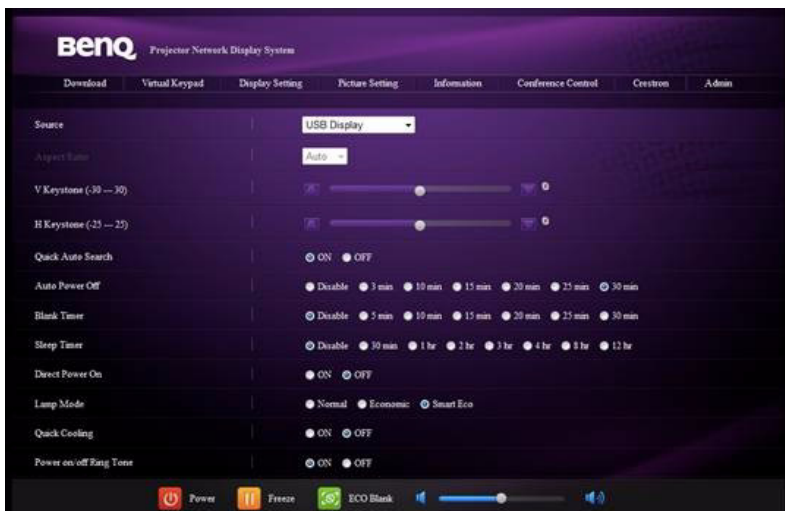 BenQ Projector Network Display System
Download Virtual Keypad Display Setting Picture Setting Information Conference Control Crestron Admin
Source USB Display
Aspect Ratio Auto
V Keystone (-30 --- 30) 0
H Keystone (-25 --- 25) 0
Quick Auto Search ON OFF
Auto Power Off Disable 3 min 10 min 15 min 20 min 25 min 30 min
Blank Timer Disable 5 min 10 min 15 min 20 min 25 min 30 min
Sleep Timer Disable 30 min 1 hr 2 hr 3 hr 4 hr 8 hr 12 hr
Direct Power On ON OFF
Lamp Mode Normal Economic Smart Eco
Quick Cooling ON OFF
Power on/off Ring Tone ON OFF
Power Freeze ECO Blank